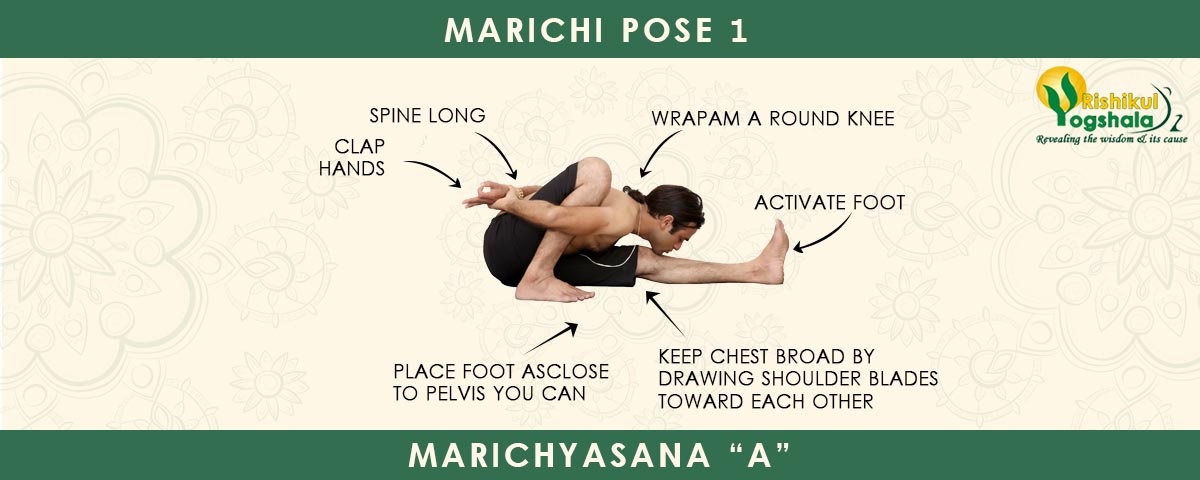 MARICHI POSE 1
Rishikul
Yogshala
Revealing the wisdom & its cause
SPINE LONG
WRAPAM A ROUND KNEE
CLAP
HANDS
ACTIVATE FOOT
PLACE FOOT ASCLOSE
TO PELVIS YOU CAN
KEEP CHEST BROAD BY
DRAWING SHOULDER BLADES
TOWARD EACH OTHER
MARICHYASANA “A”